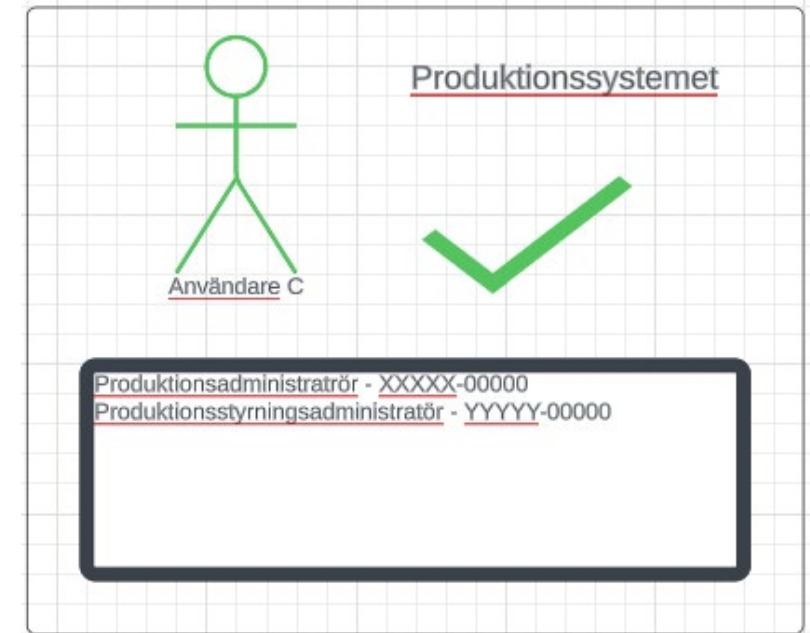 Produktionssystemet
Användare C
Produktionsadministratrör - XXXXX-00000
Produktionsstyrningsadministratör - YYYYY-00000